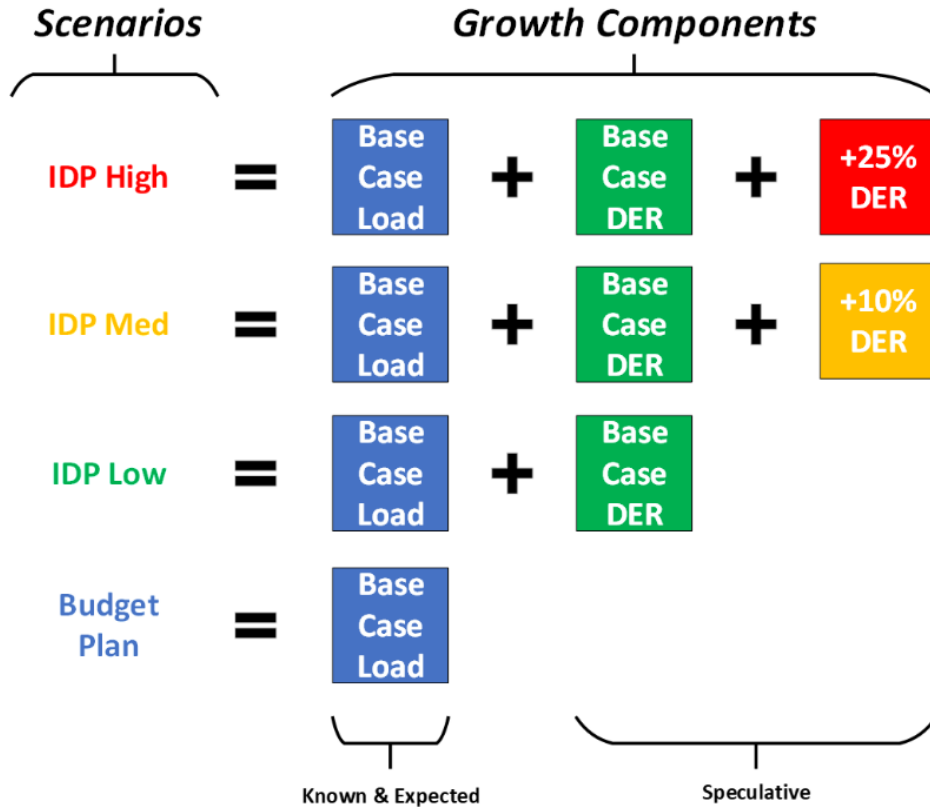 Scenarios
Growth Components
IDP High
=
Base
Case
Load
+
Base
Case
DER
+
+25%
DER
IDP Med
=
Base
Case
Load
+
Base
Case
DER
+
+10%
DER
IDP Low
=
Base
Case
Load
+
Base
Case
DER
Budget
Plan
=
Base
Case
Load
Known & Expected
Speculative